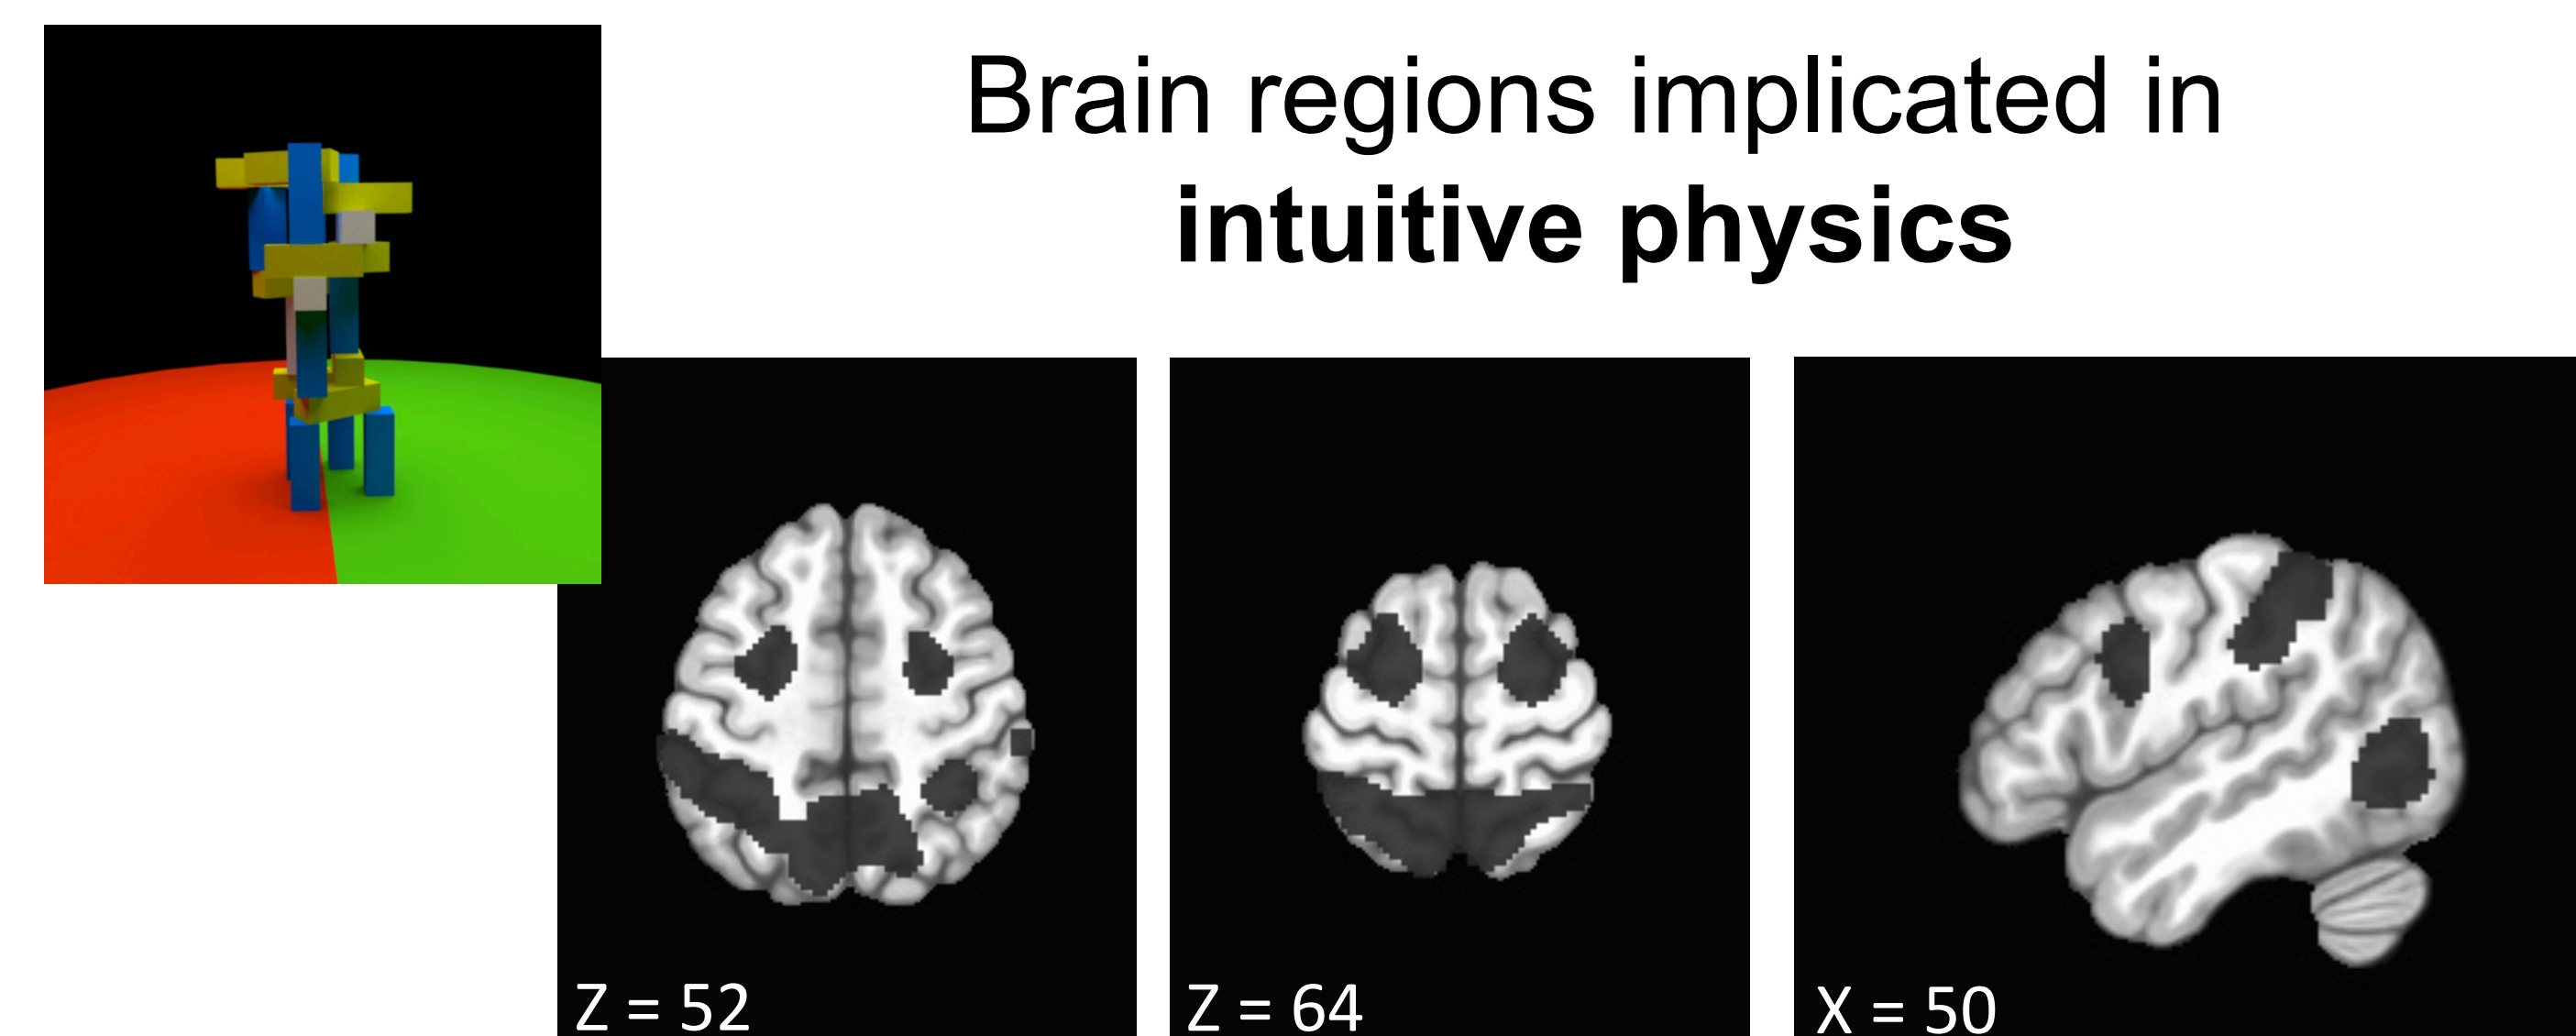 Brain regions implicated in
intuitive physics
Z = 52
Z = 64
X = 50